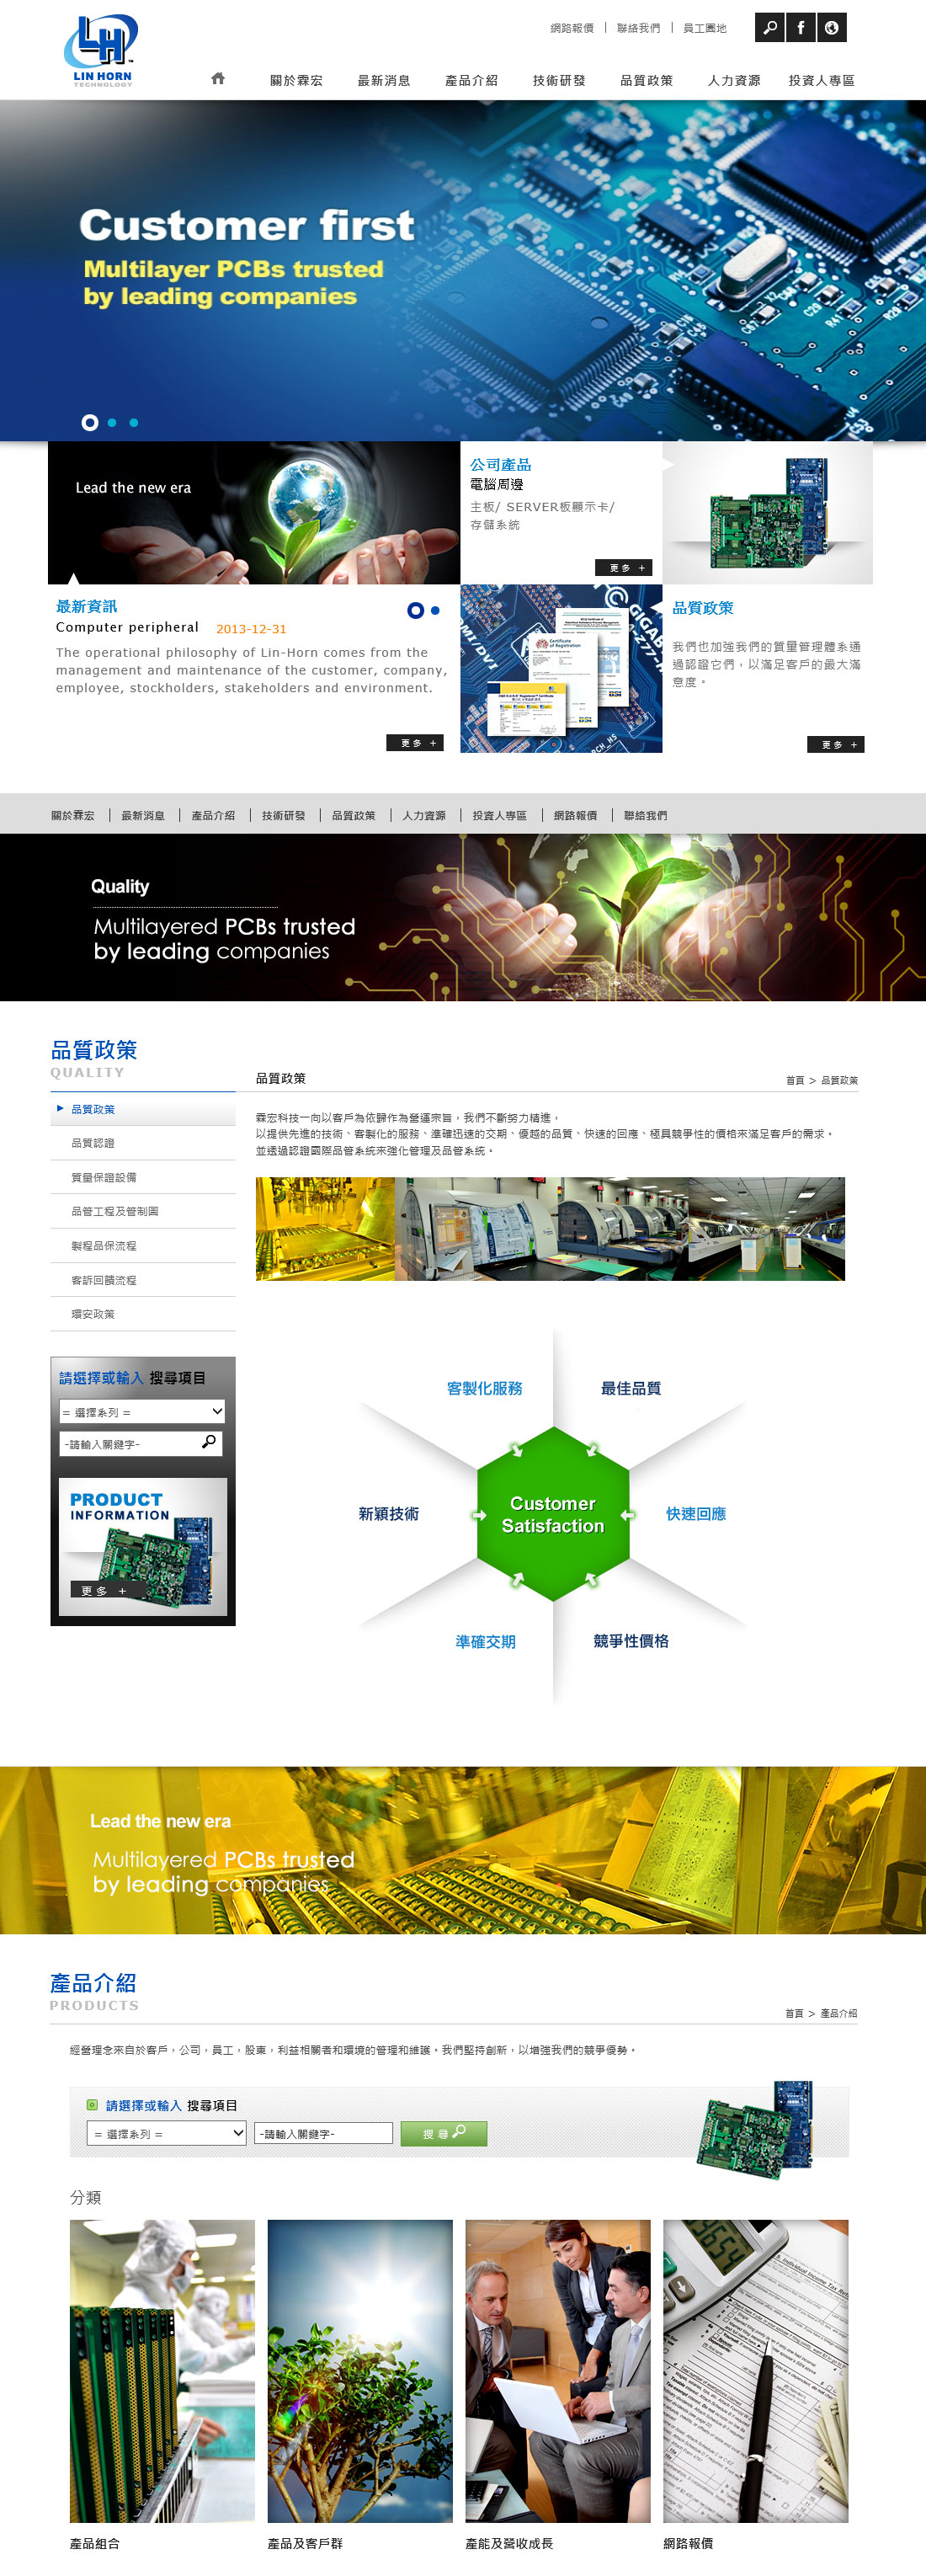 LH
LIN HORN
TECHNOLOGY
網路報價 | 聯絡我們 | 員工園地
關於霖宏 最新消息 產品介紹 技術研發 品質政策 人力資源 投資人專區
Customer first
Multilayer PCBs trusted
by leading companies
Lead the new era
公司產品
電腦周邊
主板/ SERVER板顯示卡/
存儲系統
更多 +
最新資訊
Computer peripheral 2013-12-31
The operational philosophy of Lin-Horn comes from the
management and maintenance of the customer, company,
employee, stockholders, stakeholders and environment.
更多 +
Certificate
of Registration
品質政策
我們也加強我們的質量管理體系通
過認證它們，以滿足客戶的最大滿
意度。
更多 +
關於霖宏 | 最新消息 | 產品介紹 | 技術研發 | 品質政策 | 人力資源 | 投資人專區 | 網路報價 | 聯絡我們
Quality
Multilayered PCBs trusted
by leading companies
品質政策
QUALITY
品質政策
首頁 > 品質政策
品質政策
品質認證
質量保證設備
品管工程及管制圖
製程品保流程
客訴回饋流程
環安政策
霖宏科技一向以客戶為依歸作為營運宗旨，我們不斷努力精進，
以提供先進的技術、客製化的服務、準確迅速的交期、優越的品質、快速的回應、極具競爭性的價格來滿足客戶的需求。
並透過認證國際品管系統來強化管理及品管系統。
請選擇或輸入 搜尋項目
= 選擇系列 =
-請輸入關鍵字-
PRODUCT
INFORMATION
更多 +
客製化服務
最佳品質
新穎技術
Customer
Satisfaction
快速回應
準確交期
競爭性價格
Lead the new era
Multilayered PCBs trusted
by leading companies
產品介紹
PRODUCTS
首頁 > 產品介紹
經營理念來自於客戶，公司，員工，股東，利益相關者和環境的管理和維護。我們堅持創新，以增強我們的競爭優勢。
請選擇或輸入 搜尋項目
= 選擇系列 =
-請輸入關鍵字-
搜尋
分類
產品組合
產品及客戶群
產能及營收成長
網路報價